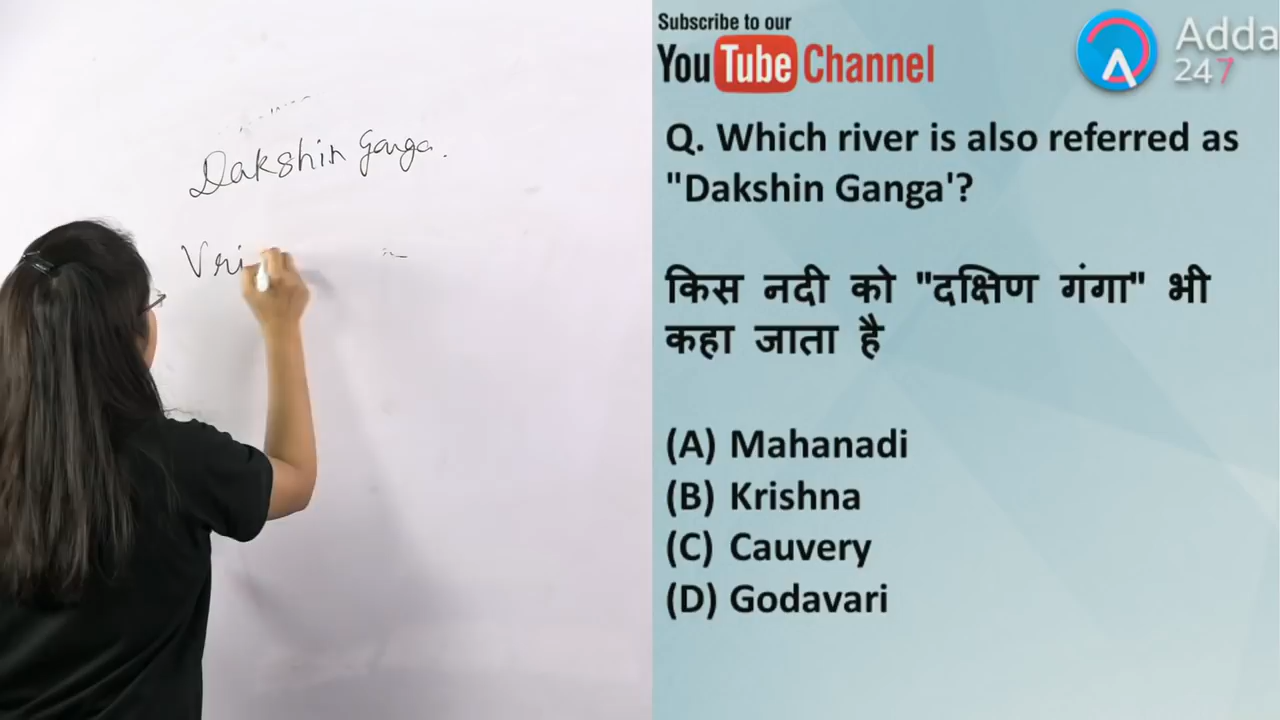 Dakshin Ganga.
Vri
Subscribe to our
YouTube Channel
Adda
247
Q. Which river is also referred as
"Dakshin Ganga'?
किस नदी को "दक्षिण गंगा" भी
कहा जाता है
(A) Mahanadi
(B) Krishna
(C) Cauvery
(D) Godavari